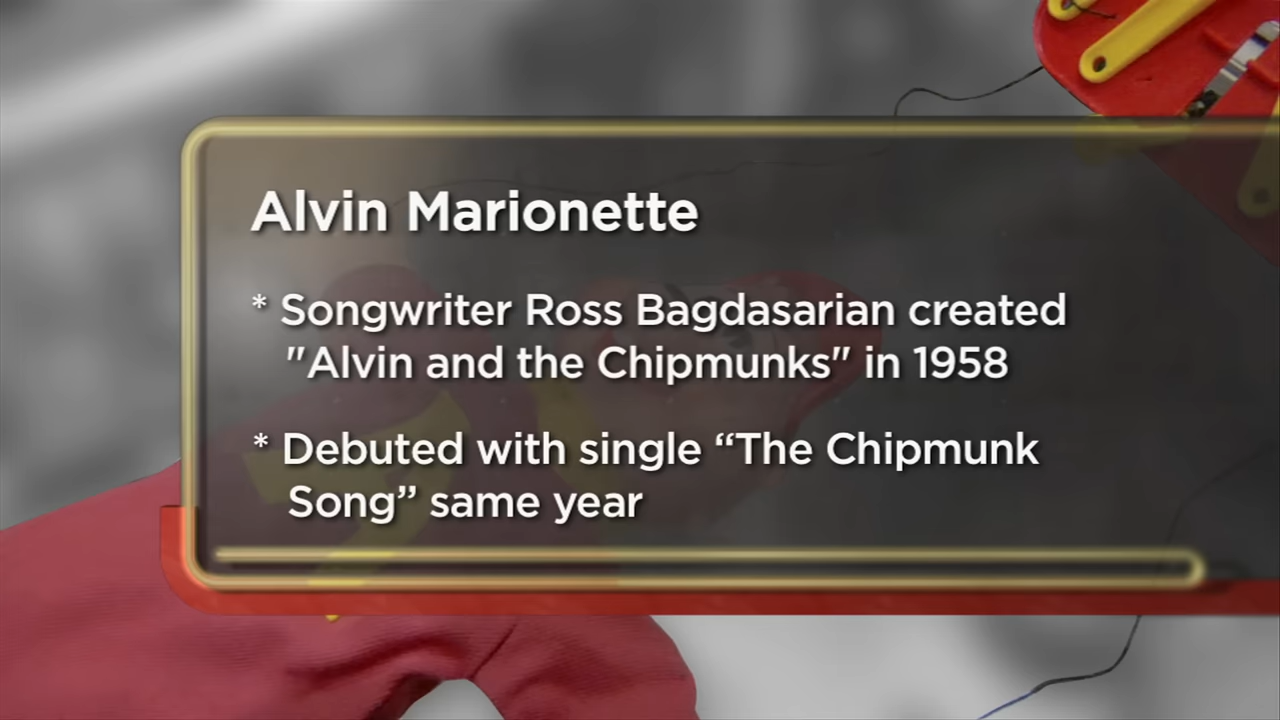 Alvin Marionette
* Songwriter Ross Bagdasarian created
"Alvin and the Chipmunks" in 1958
* Debuted with single “The Chipmunk
Song” same year